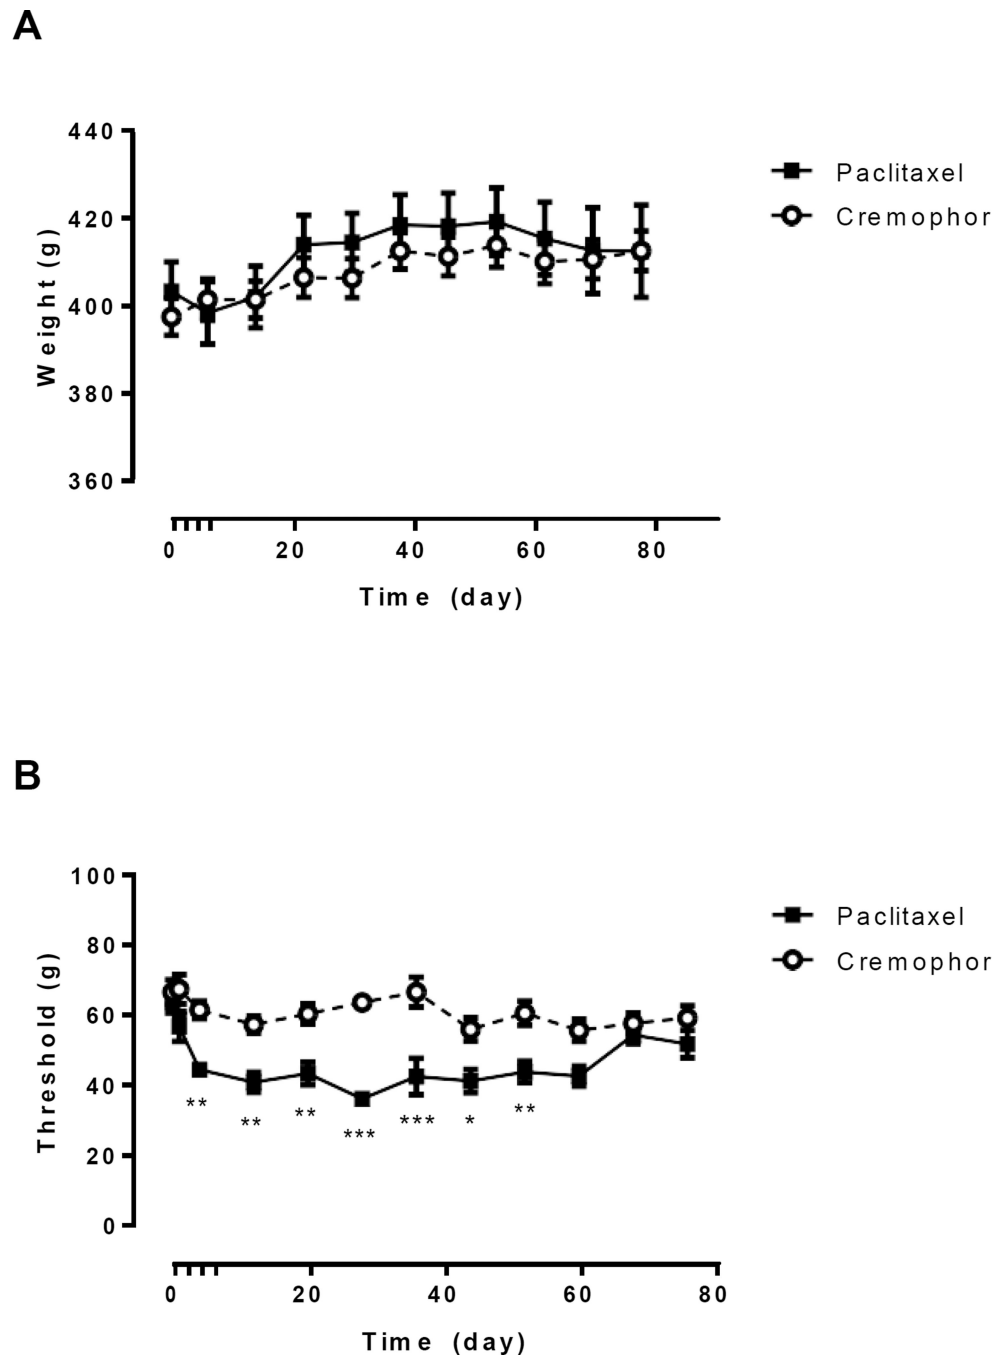 A
440
420
400
380
360
Weight (g)
Paclitaxel
Cremophor
0 20 40 60 80
Time (day)
B
100
80
60
40
20
0
Threshold (g)
Paclitaxel
Cremophor
** ** ** *** *** * **
0 20 40 60 80
Time (day)